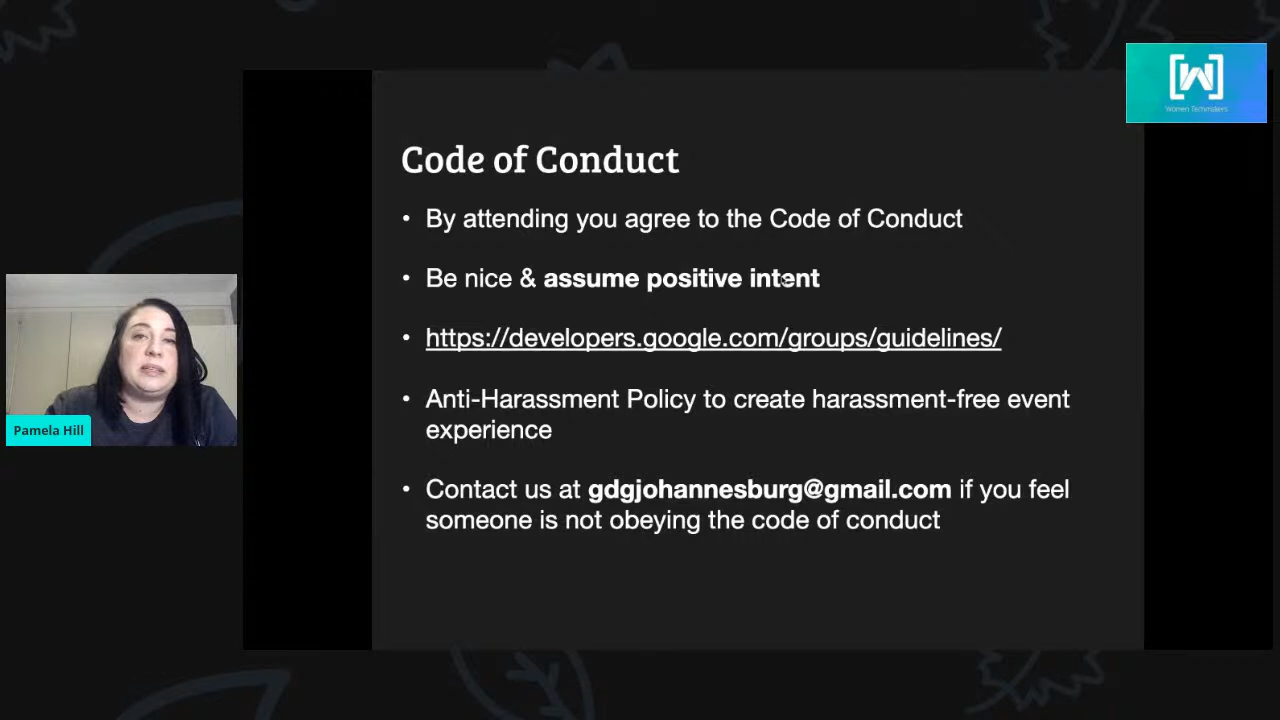 [W]
Women Techmakers
Code of Conduct
• By attending you agree to the Code of Conduct
• Be nice & assume positive intent
• https://developers.google.com/groups/guidelines/
• Anti-Harassment Policy to create harassment-free event
experience
• Contact us at gdgjohannesburg@gmail.com if you feel
someone is not obeying the code of conduct
Pamela Hill